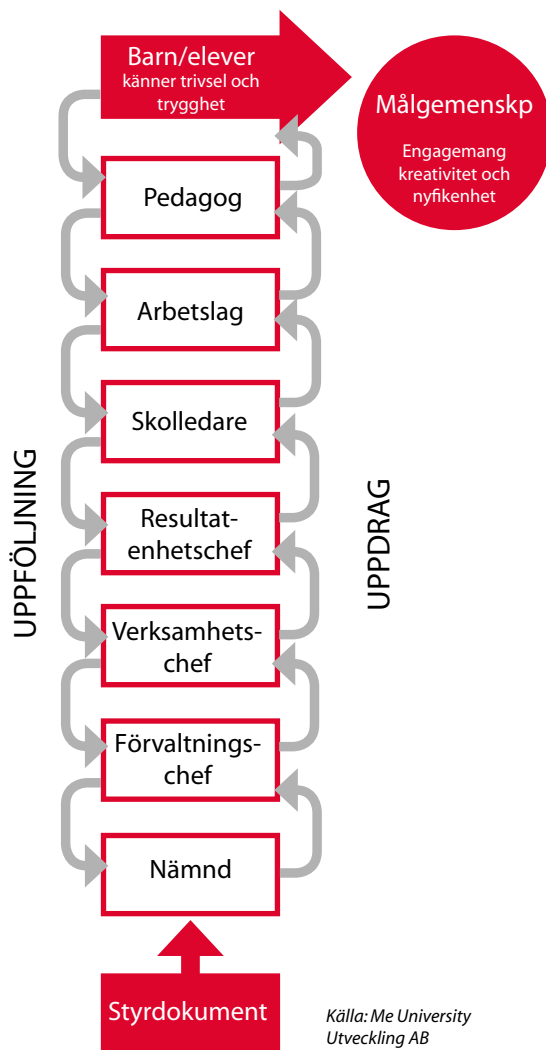 Barn/elever
känner trivsel och
trygghet
Målgemenskp
Engagemang
kreativitet och
nyfikenhet
Pedagog
Arbetslag
Skolledare
Resultat-
enhetschef
Verksamhets-
chef
Förvaltnings-
chef
Nämnd
Styrdokument
UPPFÖLJNING
UPPDRAG
Källa: Me University
Utveckling AB